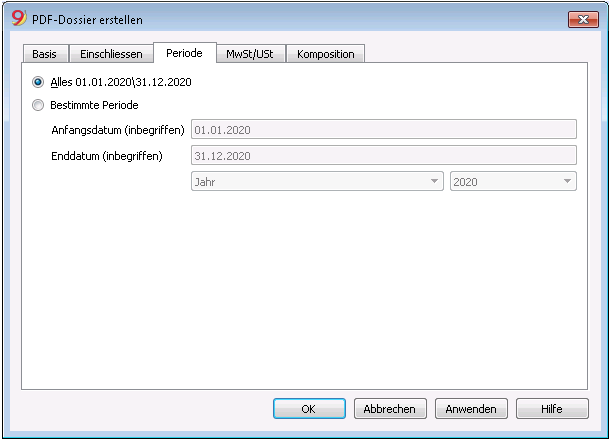 9 PDF-Dossier erstellen
Basis Einschliessen Periode MwSt/USt Komposition
Alles 01.01.2020\31.12.2020
Bestimmte Periode
Anfangsdatum (inbegriffen) 01.01.2020
Enddatum (inbegriffen) 31.12.2020
Jahr 2020
OK Abbrechen Anwenden Hilfe